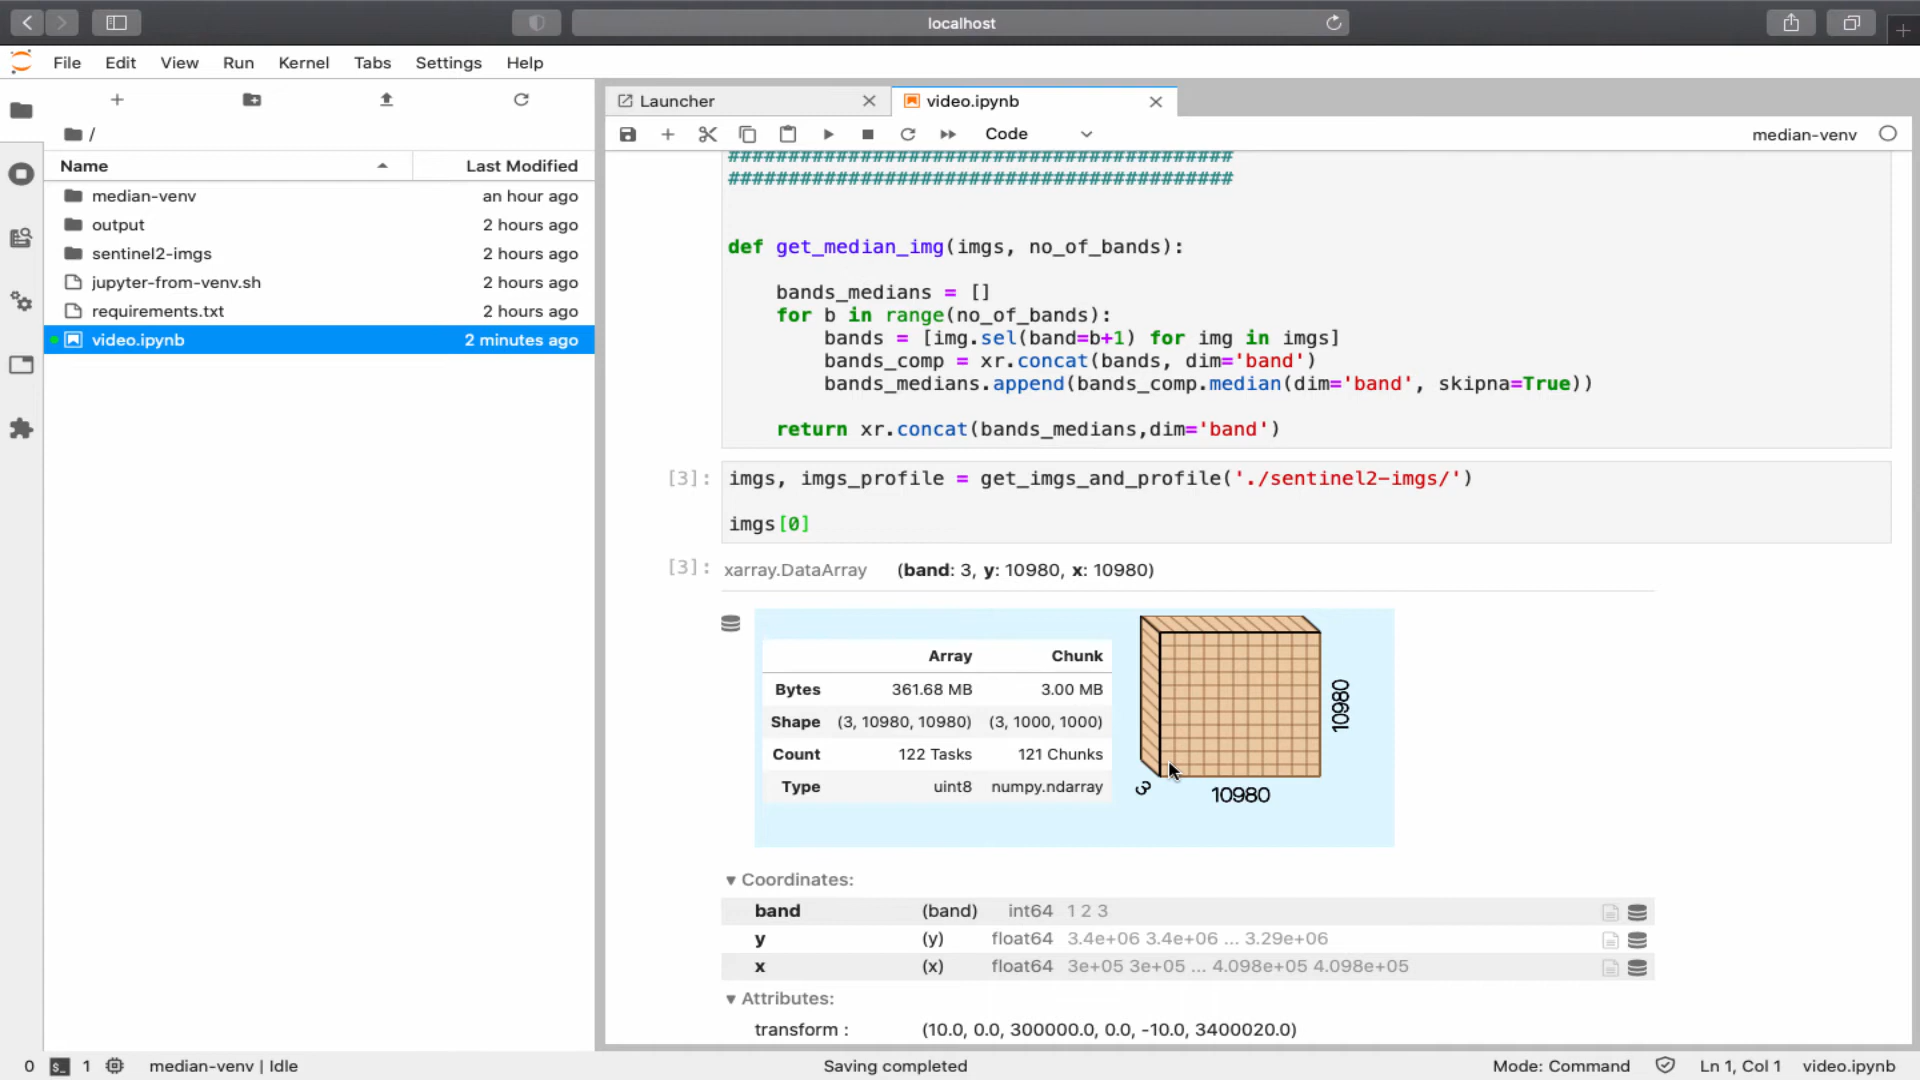 localhost
File Edit View Run Kernel Tabs Settings Help
Launcher
video.ipynb
/
Code
median-venv
Name Last Modified
median-venv an hour ago
output 2 hours ago
sentinel2-imgs 2 hours ago
jupyter-from-venv.sh 2 hours ago
requirements.txt 2 hours ago
video.ipynb 2 minutes ago
##########################################
##########################################
def get_median_img(imgs, no_of_bands):
bands_medians = []
for b in range(no_of_bands):
bands = [img.sel(band=b+1) for img in imgs]
bands_comp = xr.concat(bands, dim='band')
bands_medians.append(bands_comp.median(dim='band', skipna=True))
return xr.concat(bands_medians,dim='band')
[3]: imgs, imgs_profile = get_imgs_and_profile('./sentinel2-imgs/')
imgs[0]
[3]: xarray.DataArray (band: 3, y: 10980, x: 10980)
Array Chunk
Bytes 361.68 MB 3.00 MB
Shape (3, 10980, 10980) (3, 1000, 1000)
Count 122 Tasks 121 Chunks
Type uint8 numpy.ndarray
10980
3
10980
▼ Coordinates:
band (band) int64 1 2 3
y (y) float64 3.4e+06 3.4e+06 ... 3.29e+06
x (x) float64 3e+05 3e+05 ... 4.098e+05 4.098e+05
▼ Attributes:
transform : (10.0, 0.0, 300000.0, 0.0, -10.0, 3400020.0)
0 $_ 1 median-venv | Idle Saving completed Mode: Command Ln 1, Col 1 video.ipynb